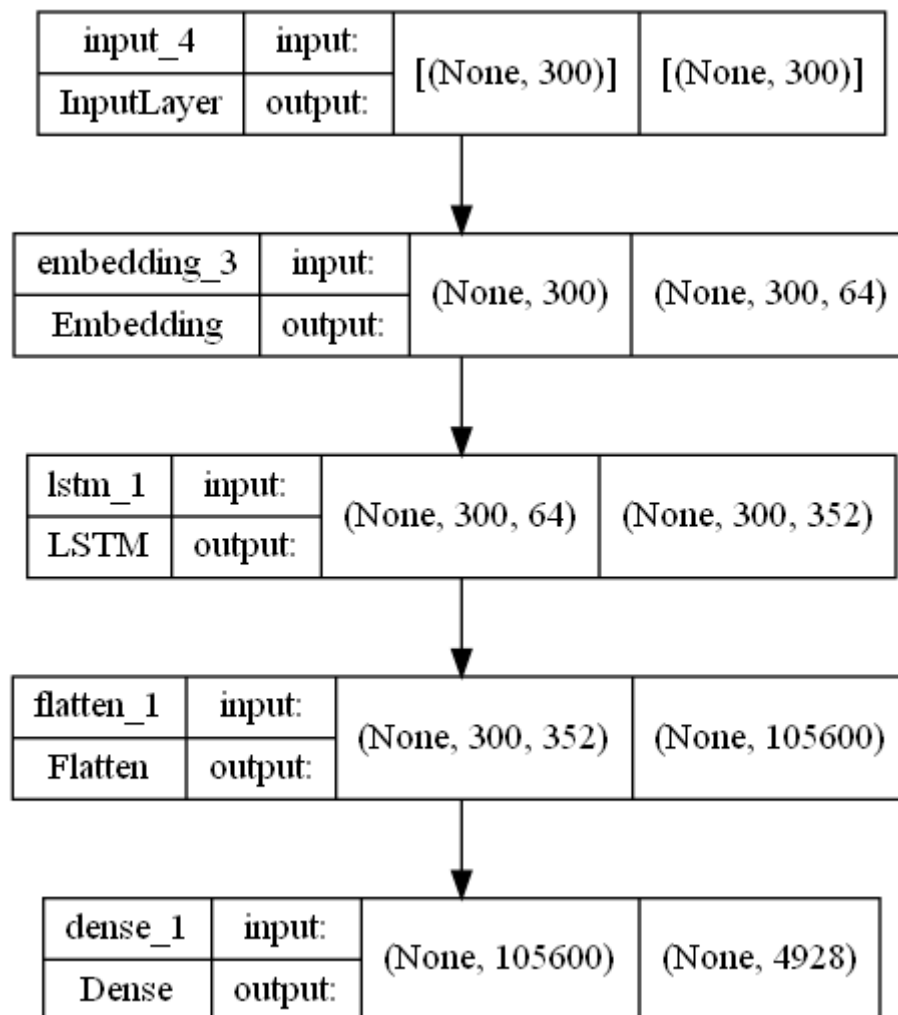 input_4 input: [(None, 300)] [(None, 300)]
InputLayer output:
embedding_3 input: (None, 300) (None, 300, 64)
Embedding output:
lstm_1 input: (None, 300, 64) (None, 300, 352)
LSTM output:
flatten_1 input: (None, 300, 352) (None, 105600)
Flatten output:
dense_1 input: (None, 105600) (None, 4928)
Dense output: